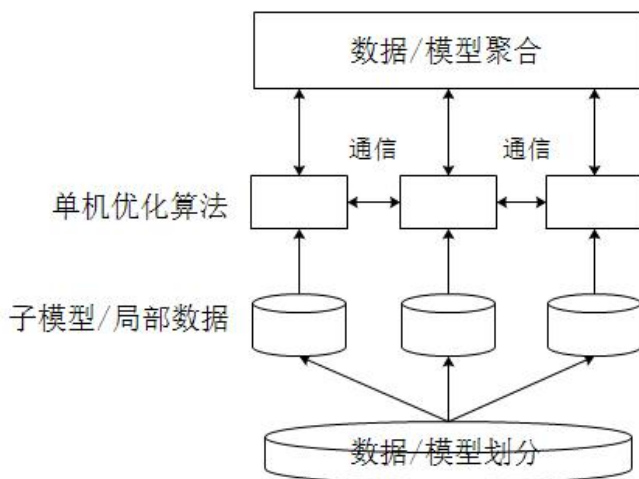 数据/模型聚合
通信
通信
单机优化算法
子模型/局部数据
数据/模型划分